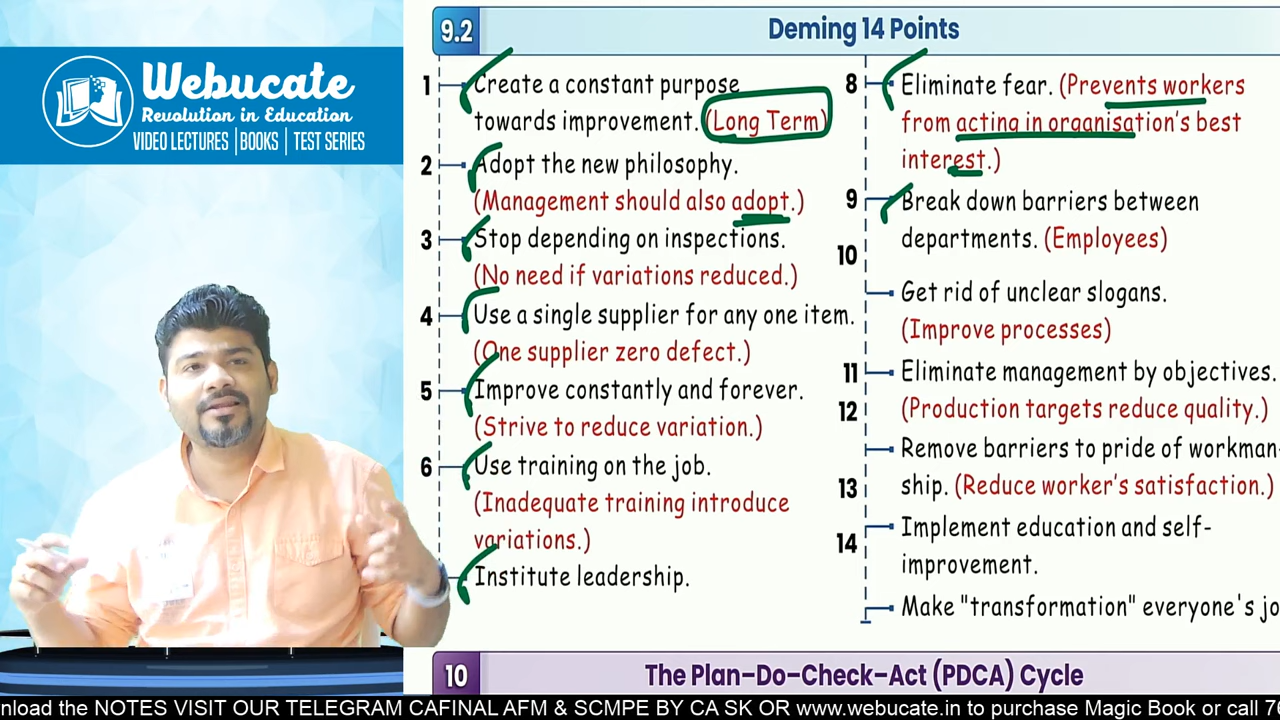 Webucate
Revolution in Education
VIDEO LECTURES | BOOKS | TEST SERIES
9.2
Deming 14 Points
1
Create a constant purpose
towards improvement. (Long Term)
2
Adopt the new philosophy.
(Management should also adopt.)
3
Stop depending on inspections.
(No need if variations reduced.)
4
Use a single supplier for any one item.
(One supplier zero defect.)
5
Improve constantly and forever.
(Strive to reduce variation.)
6
Use training on the job.
(Inadequate training introduce
variations.)
Institute leadership.
8
Eliminate fear. (Prevents workers
from acting in organisation's best
interest.)
9
Break down barriers between
departments. (Employees)
10
Get rid of unclear slogans.
(Improve processes)
11
Eliminate management by objectives.
12
(Production targets reduce quality.)
Remove barriers to pride of workman-
ship. (Reduce worker's satisfaction.)
13
Implement education and self-
14
improvement.
Make "transformation" everyone's jo
10
The Plan–Do–Check–Act (PDCA) Cycle
nload the NOTES VISIT OUR TELEGRAM CAFINAL AFM & SCMPE BY CA SK OR www.webucate.in to purchase Magic Book or call 76